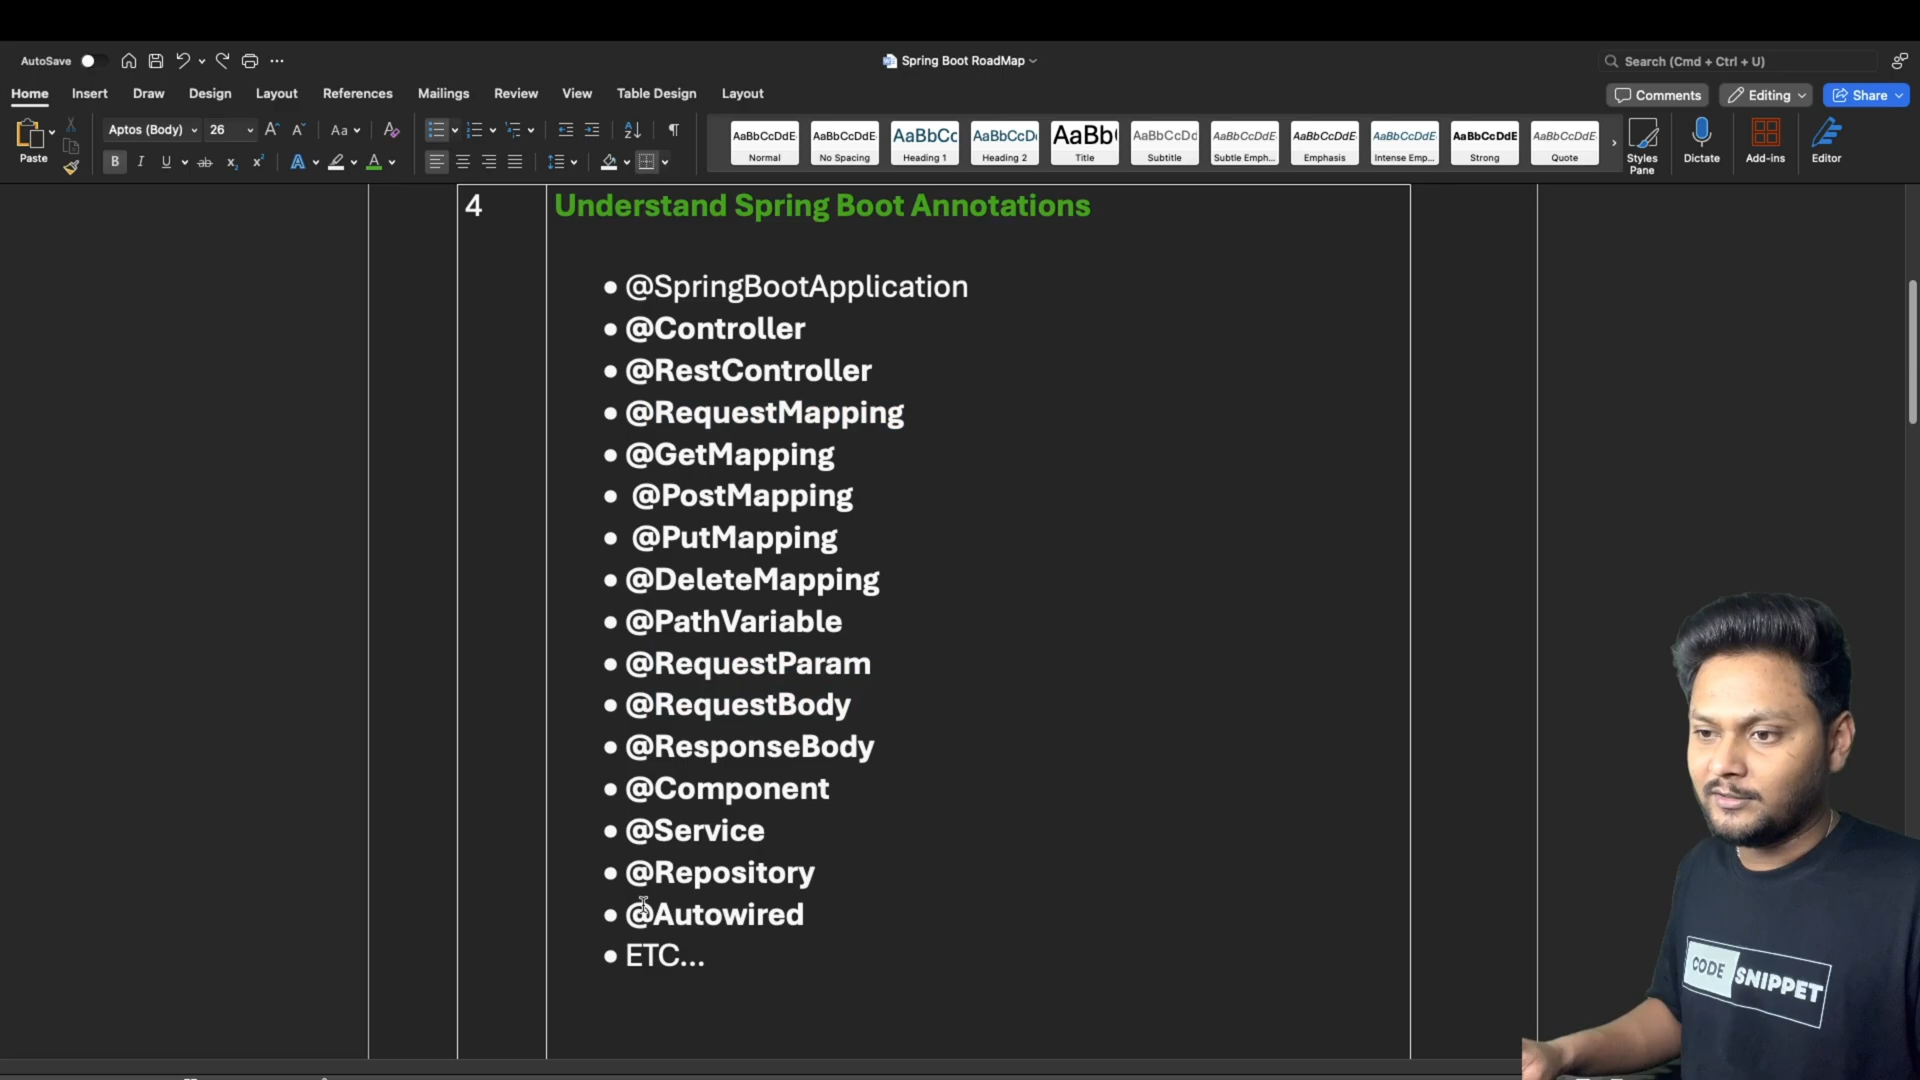 AutoSave
Spring Boot RoadMap
Search (Cmd + Ctrl + U)
Home Insert Draw Design Layout References Mailings Review View Table Design Layout
Comments Editing Share
Paste
Aptos (Body) 26
AaBbCcDdE AaBbCcDdE AaBbCc AaBbCcD AaBb AaBbCcDd AaBbCcDdE AaBbCcDdE AaBbCcDdE AaBbCcDdE AaBbCcDdE
Normal No Spacing Heading 1 Heading 2 Title Subtitle Subtle Emph... Emphasis Intense Emp... Strong Quote
Styles Pane
Dictate
Add-ins
Editor
4 Understand Spring Boot Annotations
• @SpringBootApplication
• @Controller
• @RestController
• @RequestMapping
• @GetMapping
• @PostMapping
• @PutMapping
• @DeleteMapping
• @PathVariable
• @RequestParam
• @RequestBody
• @ResponseBody
• @Component
• @Service
• @Repository
• @Autowired
• ETC...
CODE SNIPPET